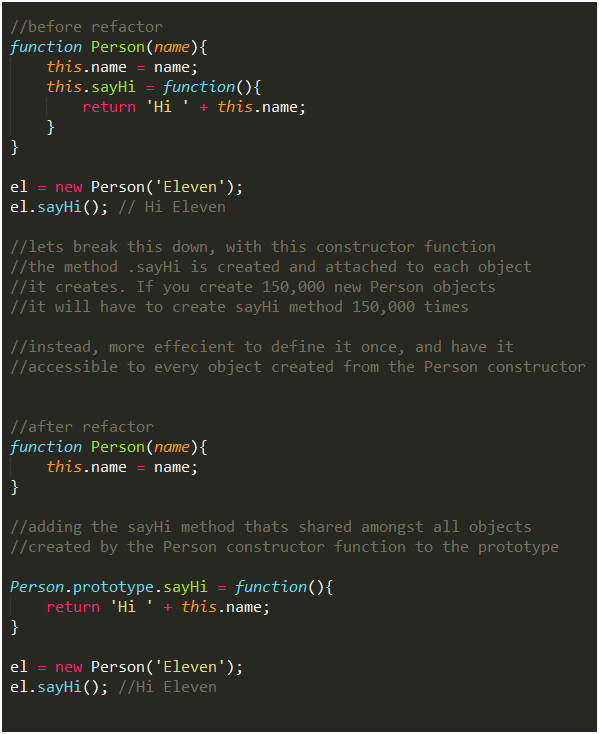 //before refactor
function Person(name){
    this.name = name;
    this.sayHi = function(){
        return 'Hi ' + this.name;
    }
}
el = new Person('Eleven');
el.sayHi(); // Hi Eleven
//lets break this down, with this constructor function
//the method .sayHi is created and attached to each object
//it creates. If you create 150,000 new Person objects
//it will have to create sayHi method 150,000 times
//instead, more effecient to define it once, and have it
//accessible to every object created from the Person constructor
//after refactor
function Person(name){
    this.name = name;
}
//adding the sayHi method thats shared amongst all objects
//created by the Person constructor function to the prototype
Person.prototype.sayHi = function(){
    return 'Hi ' + this.name;
}
el = new Person('Eleven');
el.sayHi(); //Hi Eleven